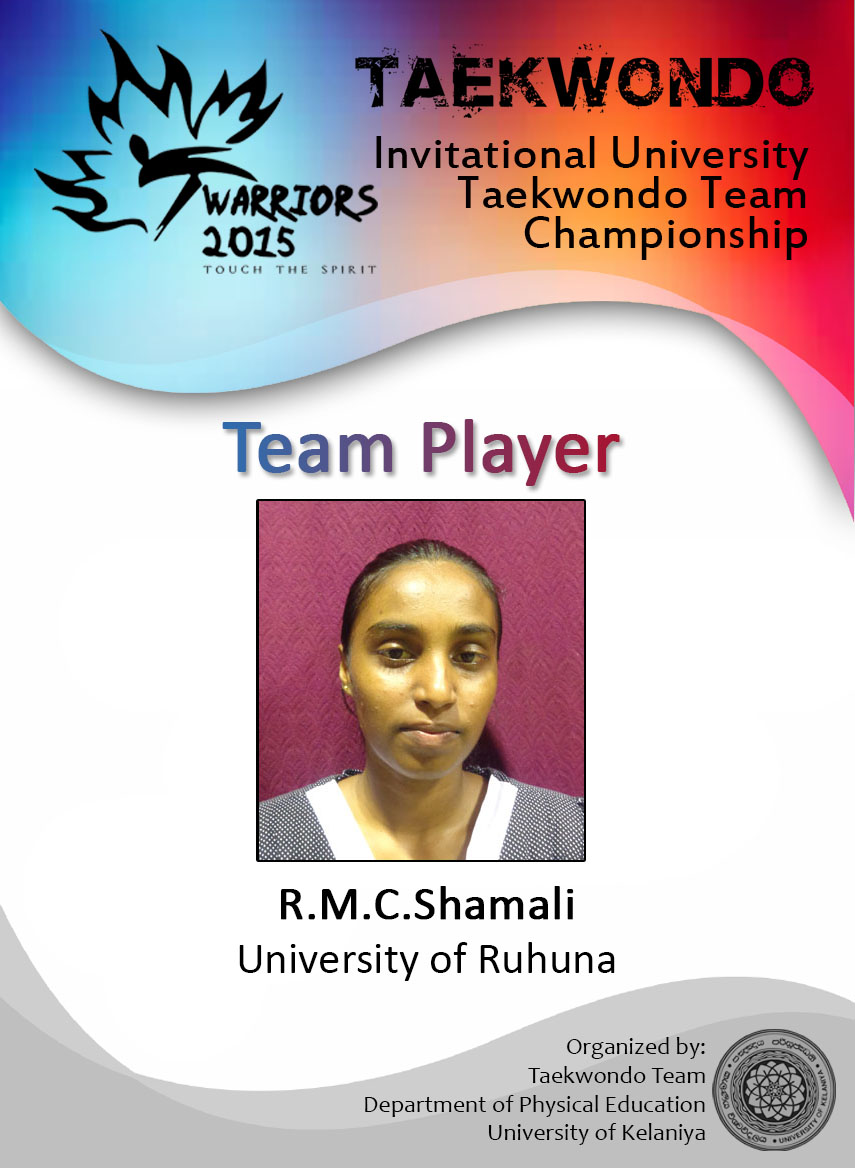 TAEKWONDO
Invitational University
Taekwondo Team
Championship
WARRIORS
2015
TOUCH THE SPIRIT
Team Player
R.M.C.Shamali
University of Ruhuna
Organized by:
Taekwondo Team
Department of Physical Education
University of Kelaniya
UNIVERSITY OF KELANIYA